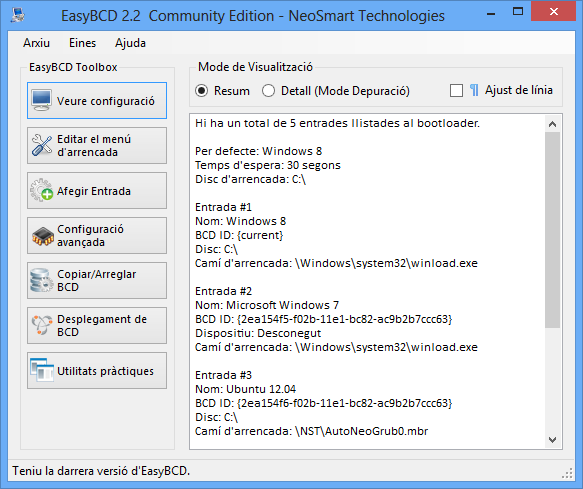 EasyBCD 2.2  Community Edition - NeoSmart Technologies
Arxiu Eines Ajuda
EasyBCD Toolbox
Veure configuració
Editar el menú
d'arrencada
Afegir Entrada
Configuració
avançada
Copiar/Arreglar
BCD
Desplegament de
BCD
Utilitats pràctiques
Mode de Visualització
Resum Detall (Mode Depuració) ¶ Ajust de línia
Hi ha un total de 5 entrades llistades al bootloader.
Per defecte: Windows 8
Temps d'espera: 30 segons
Disc d'arrencada: C:\
Entrada #1
Nom: Windows 8
BCD ID: {current}
Disc: C:\
Camí d'arrencada: \Windows\system32\winload.exe
Entrada #2
Nom: Microsoft Windows 7
BCD ID: {2ea154f5-f02b-11e1-bc82-ac9b2b7ccc63}
Dispositiu: Desconegut
Camí d'arrencada: \Windows\system32\winload.exe
Entrada #3
Nom: Ubuntu 12.04
BCD ID: {2ea154f6-f02b-11e1-bc82-ac9b2b7ccc63}
Disc: C:\
Camí d'arrencada: \NST\AutoNeoGrub0.mbr
Teniu la darrera versió d'EasyBCD.